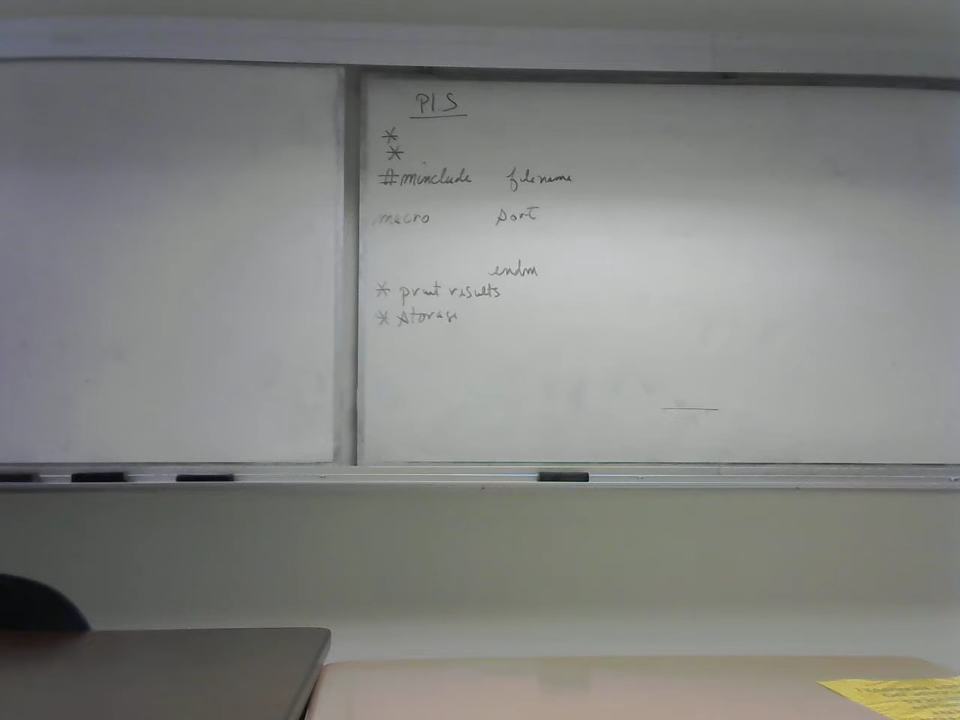 PIS
*
*
#minclude filename
macro sort
endm
* print results
* storage